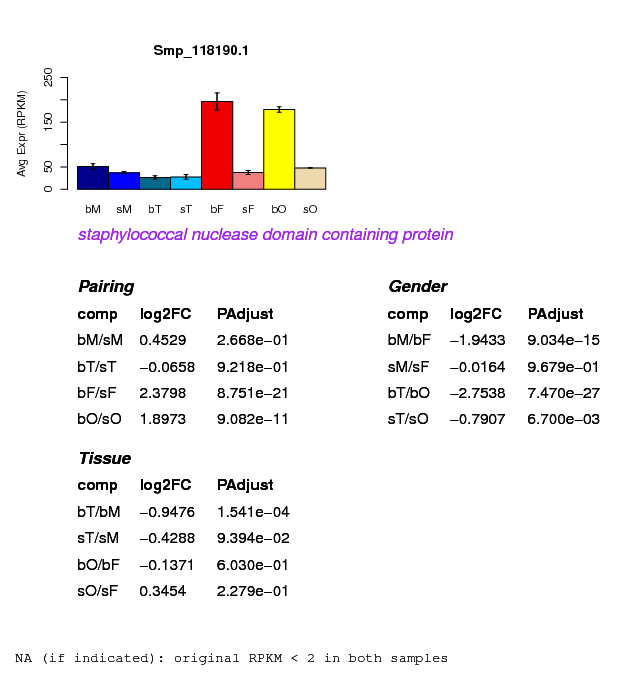 Smp_118190.1
Avg Expr (RPKM)
0 50 150 250
bM sM bT sT bF sF bO sO
staphylococcal nuclease domain containing protein
Pairing
comp log2FC PAdjust
bM/sM 0.4529 2.668e−01
bT/sT −0.0658 9.218e−01
bF/sF 2.3798 8.751e−21
bO/sO 1.8973 9.082e−11
Gender
comp log2FC PAdjust
bM/bF −1.9433 9.034e−15
sM/sF −0.0164 9.679e−01
bT/bO −2.7538 7.470e−27
sT/sO −0.7907 6.700e−03
Tissue
comp log2FC PAdjust
bT/bM −0.9476 1.541e−04
sT/sM −0.4288 9.394e−02
bO/bF −0.1371 6.030e−01
sO/sF 0.3454 2.279e−01
NA (if indicated): original RPKM < 2 in both samples